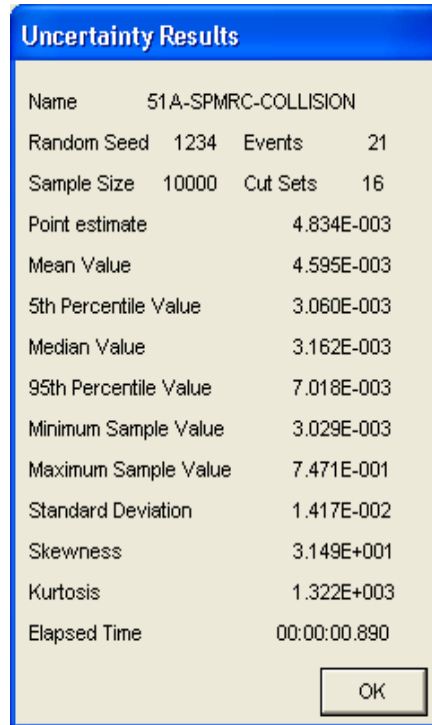 Uncertainty Results
Name 51A-SPMRC-COLLISION
Random Seed 1234 Events 21
Sample Size 10000 Cut Sets 16
Point estimate 4.834E-003
Mean Value 4.595E-003
5th Percentile Value 3.060E-003
Median Value 3.162E-003
95th Percentile Value 7.018E-003
Minimum Sample Value 3.029E-003
Maximum Sample Value 7.471E-001
Standard Deviation 1.417E-002
Skewness 3.149E+001
Kurtosis 1.322E+003
Elapsed Time 00:00:00.890
OK